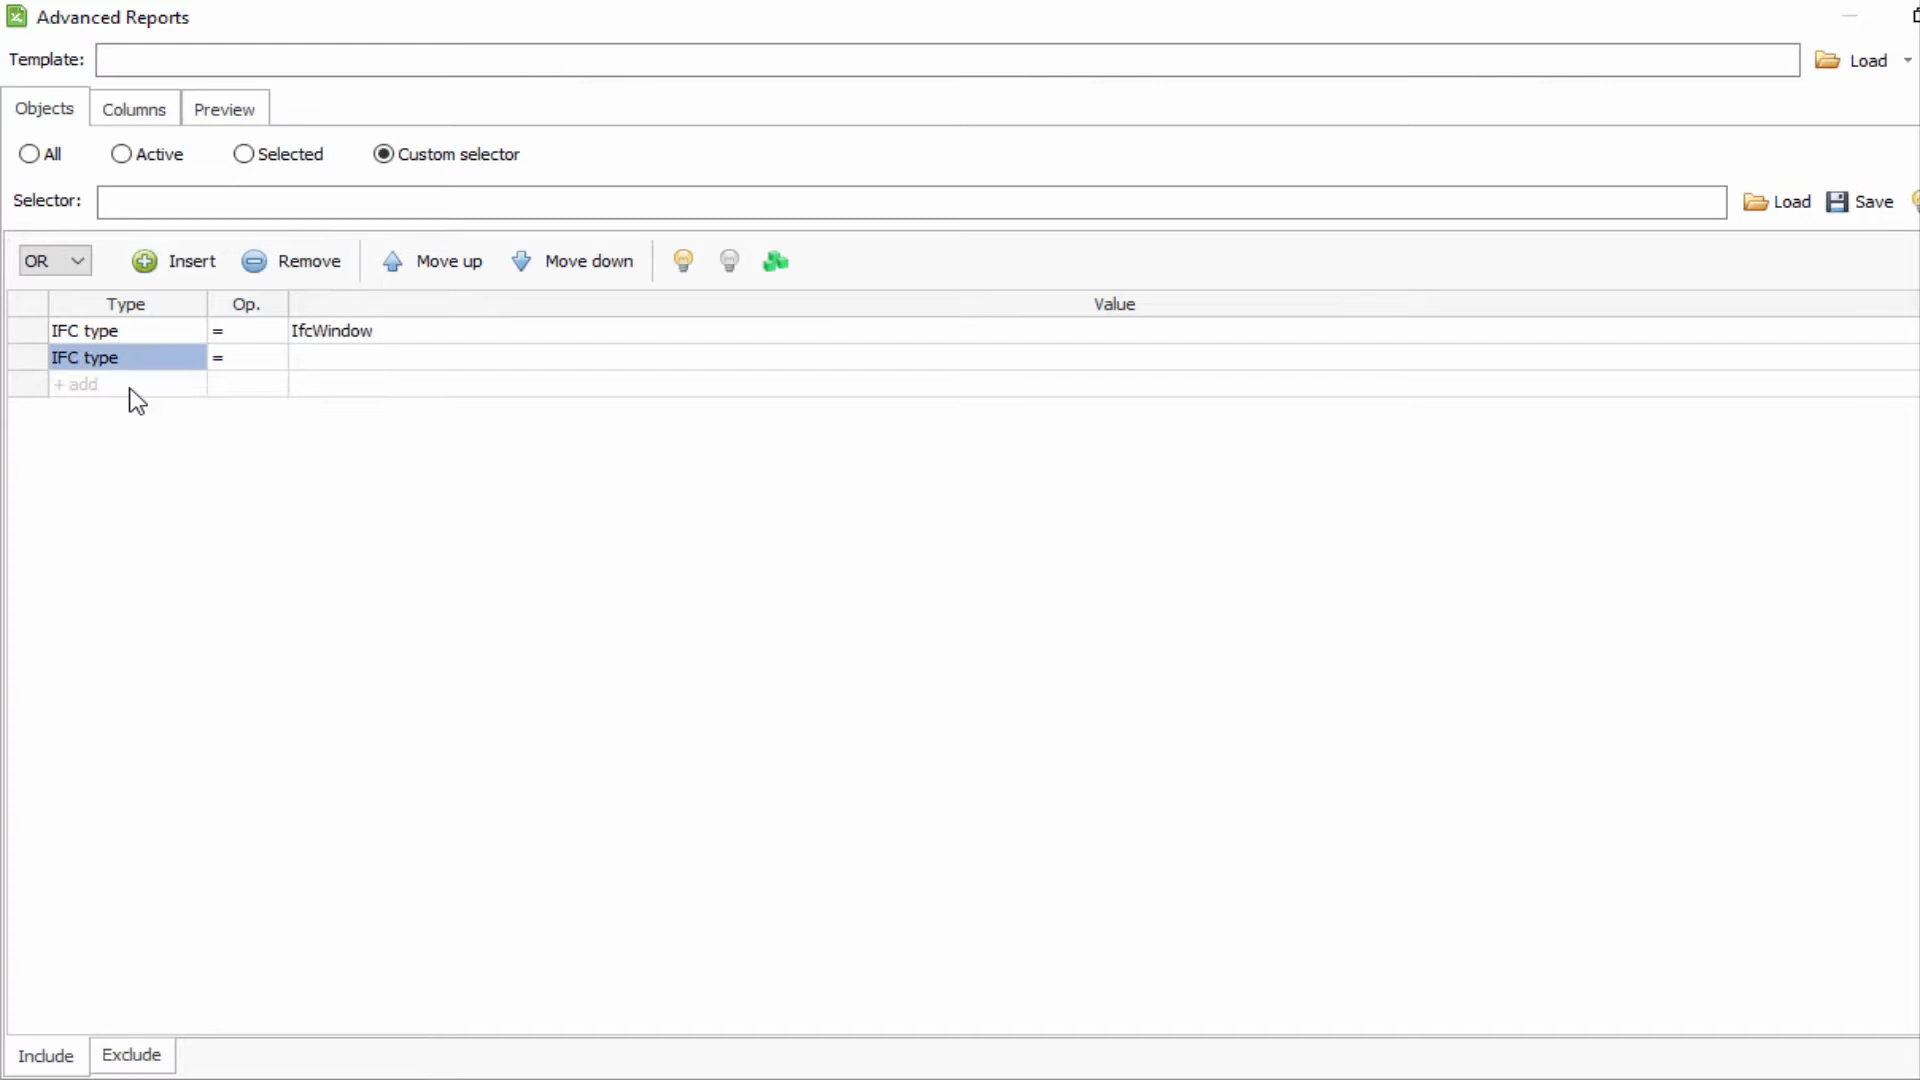 Advanced Reports
Template: Load
Objects Columns Preview
All Active Selected Custom selector
Selector: Load Save
OR Insert Remove Move up Move down
Type Op. Value
IFC type = IfcWindow
IFC type =
+ add
Include Exclude